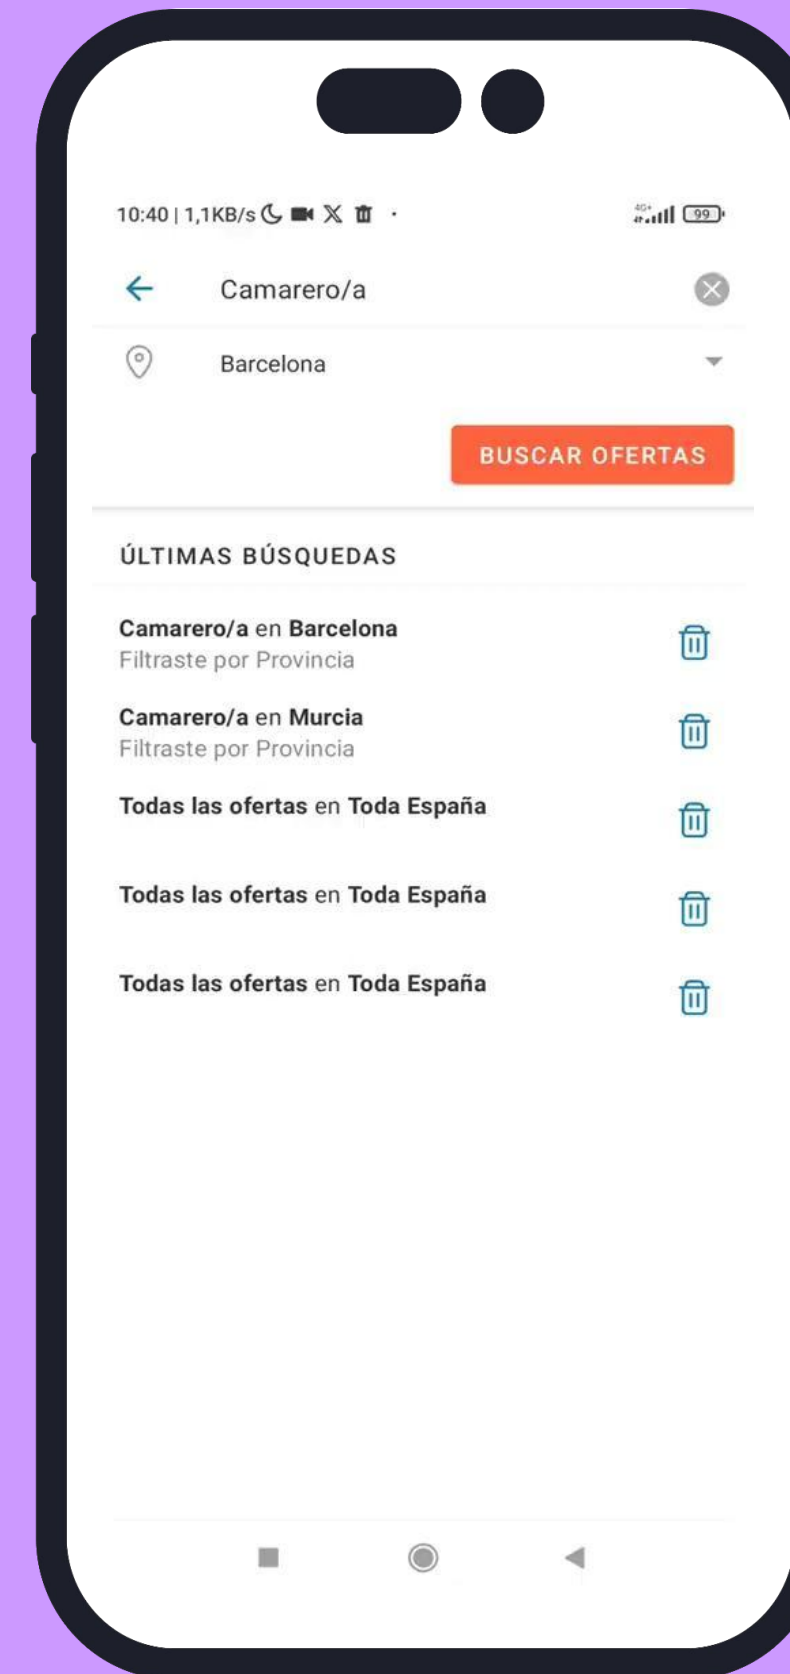 10:40 | 1,1KB/s
4G+
99
Camarero/a
Barcelona
BUSCAR OFERTAS
ÚLTIMAS BÚSQUEDAS
Camarero/a en Barcelona
Filtraste por Provincia
Camarero/a en Murcia
Filtraste por Provincia
Todas las ofertas en Toda España
Todas las ofertas en Toda España
Todas las ofertas en Toda España